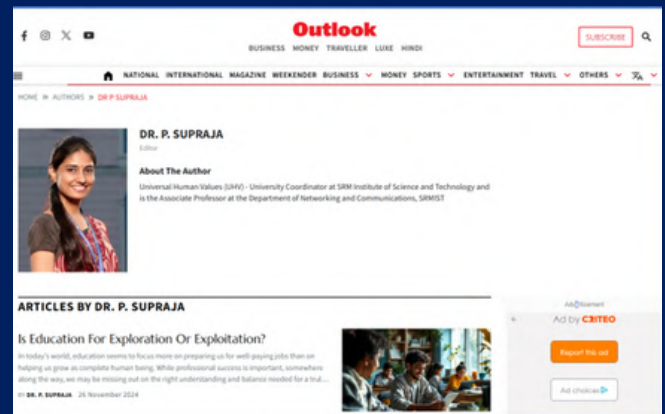 Outlook
SUBSCRIBE
BUSINESS MONEY TRAVELLER LUXE HINDI
NATIONAL INTERNATIONAL MAGAZINE WEEKENDER BUSINESS MONEY SPORTS ENTERTAINMENT TRAVEL OTHERS
HOME » AUTHORS » DR P SUPRAJA
DR. P. SUPRAJA
Editor
About The Author
Universal Human Values (UHV) - University Coordinator at SRM Institute of Science and Technology and
is the Associate Professor at the Department of Networking and Communications, SRMIST
ARTICLES BY DR. P. SUPRAJA
Is Education For Exploration Or Exploitation?
In today's world, education seems to focus more on preparing us for well-paying jobs than on
helping us grow as complete human being. While professional success is important, somewhere
along the way, we may be missing out on the right understanding and balance needed for a trul...
BY DR. P. SUPRAJA 26 November 2024
Advertisement
Ad by CRITEO
Report this ad
Ad choices